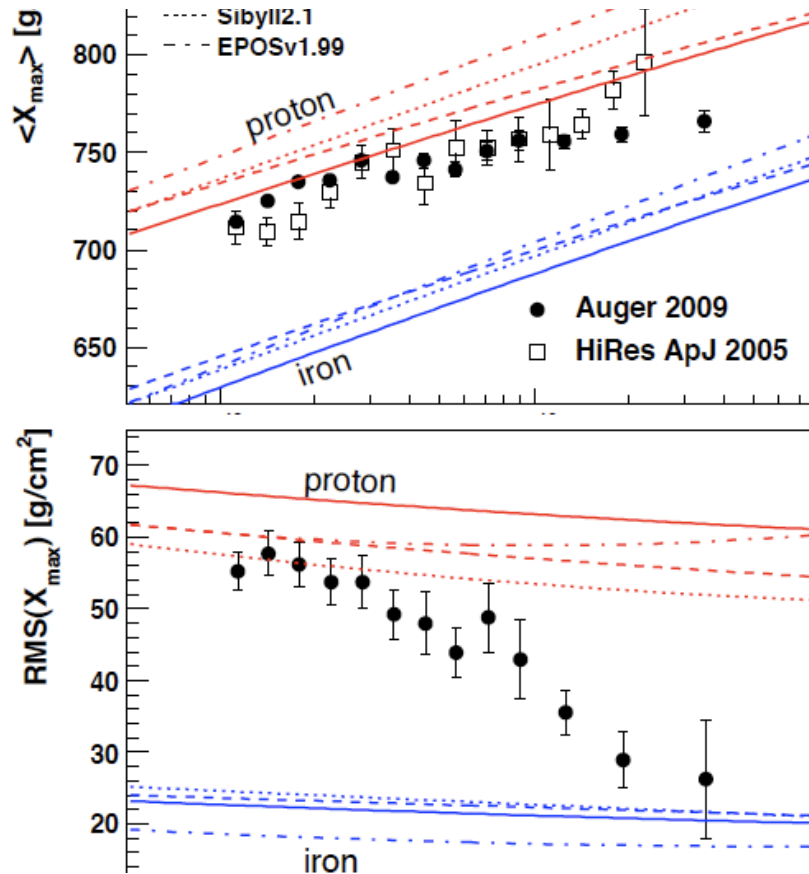 Sibyll2.1
EPOSv1.99
<X_max> [g
800
750
700
650
proton
iron
Auger 2009
HiRes ApJ 2005
RMS(X_max) [g/cm²]
70
60
50
40
30
20
proton
iron